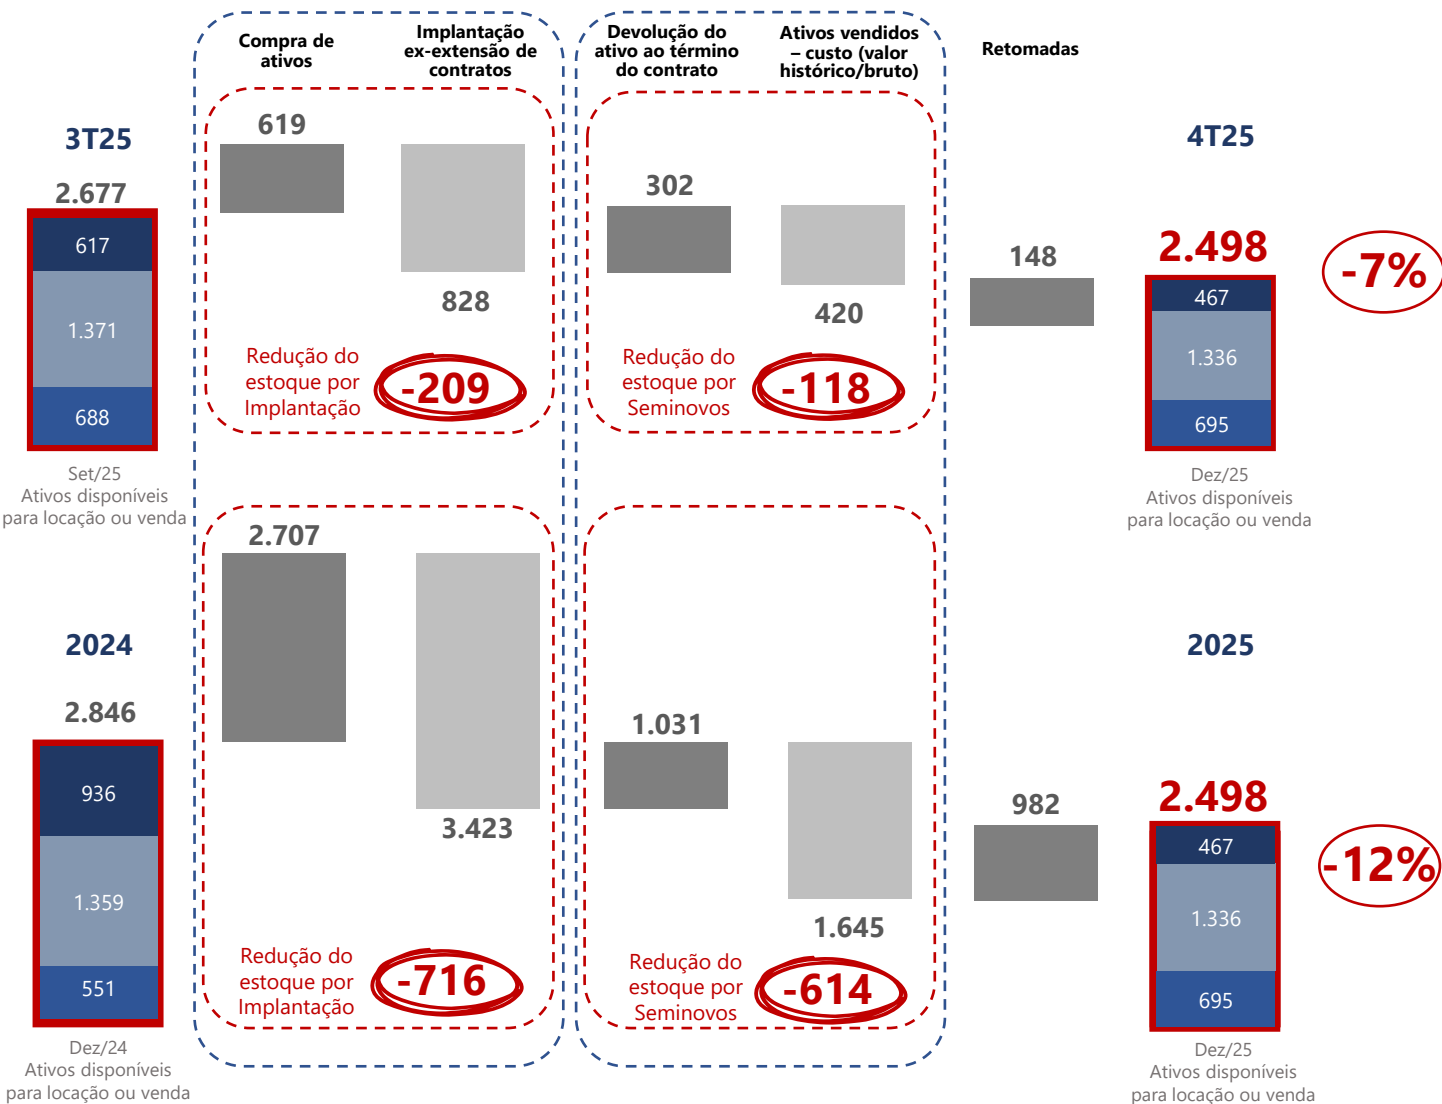 Compra de
ativos
Implantação
ex-extensão de
contratos
Devolução do
ativo ao término
do contrato
Ativos vendidos
– custo (valor
histórico/bruto)
Retomadas
3T25
2.677
617
1.371
688
Set/25
Ativos disponíveis
para locação ou venda
619
828
Redução do
estoque por
Implantação
-209
302
420
Redução do
estoque por
Seminovos
-118
148
4T25
2.498
467
1.336
695
Dez/25
Ativos disponíveis
para locação ou venda
-7%
2024
2.846
936
1.359
551
Dez/24
Ativos disponíveis
para locação ou venda
2.707
3.423
Redução do
estoque por
Implantação
-716
1.031
1.645
Redução do
estoque por
Seminovos
-614
982
2025
2.498
467
1.336
695
Dez/25
Ativos disponíveis
para locação ou venda
-12%